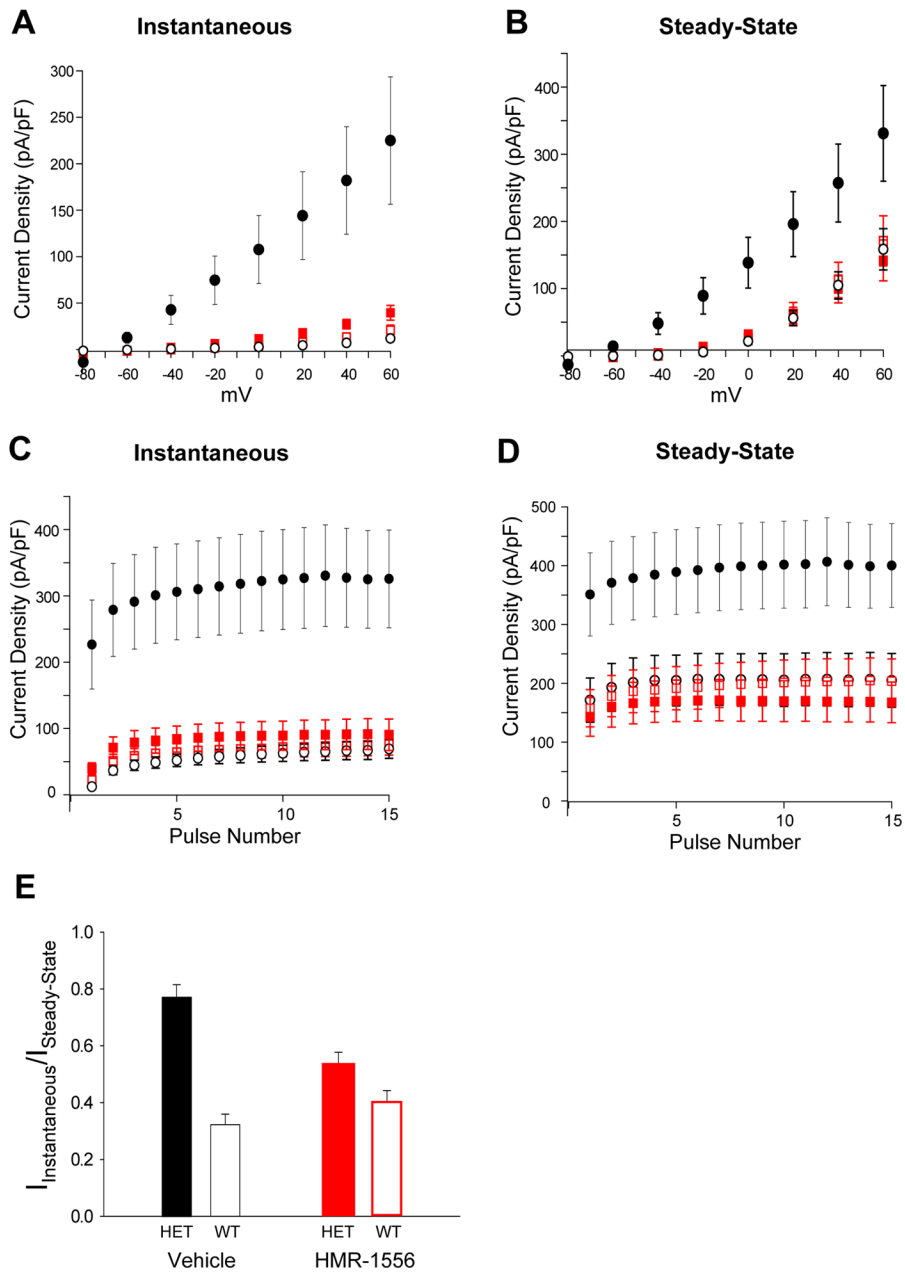 A
Instantaneous
Current Density (pA/pF)
300
250
200
150
100
50
-80 -60 -40 -20 0 20 40 60
mV
B
Steady-State
Current Density (pA/pF)
400
300
200
100
-80 -60 -40 -20 0 20 40 60
mV
C
Instantaneous
Current Density (pA/pF)
400
300
200
100
0
5 10 15
Pulse Number
D
Steady-State
Current Density (pA/pF)
500
400
300
200
100
0
5 10 15
Pulse Number
E
I Instantaneous/I Steady-State
1.0
0.8
0.6
0.4
0.2
0.0
HET WT HET WT
Vehicle HMR-1556